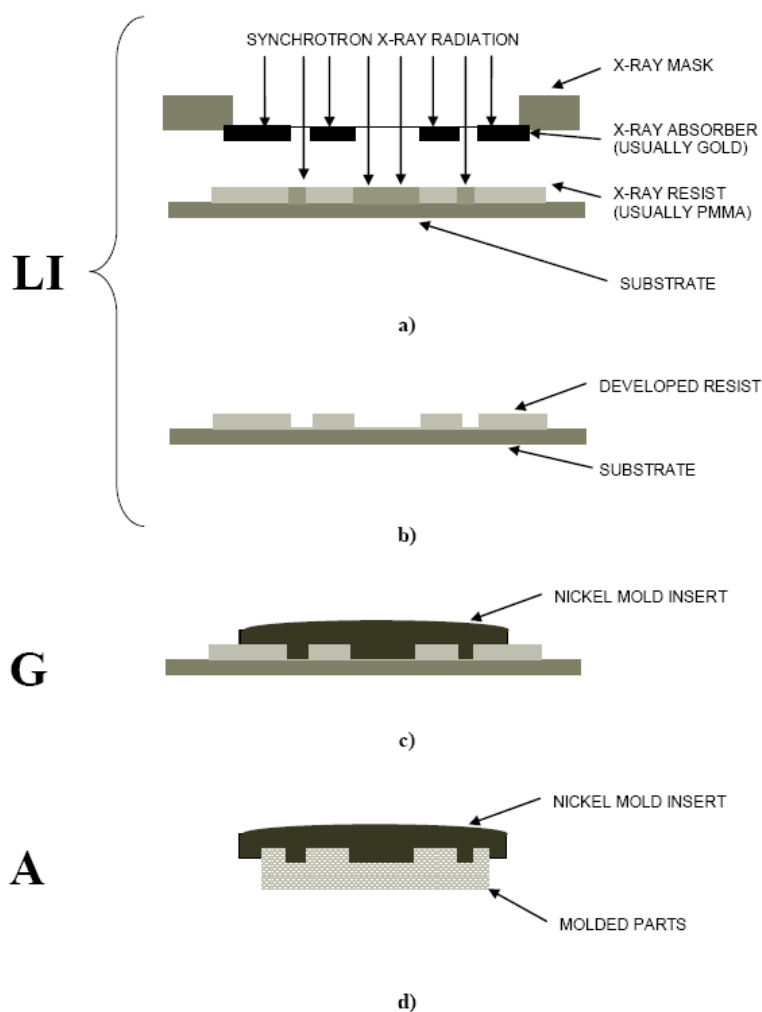 SYNCHROTRON X-RAY RADIATION
X-RAY MASK
X-RAY ABSORBER
(USUALLY GOLD)
X-RAY RESIST
(USUALLY PMMA)
LI
SUBSTRATE
a)
DEVELOPED RESIST
SUBSTRATE
b)
NICKEL MOLD INSERT
G
c)
NICKEL MOLD INSERT
A
MOLDED PARTS
d)